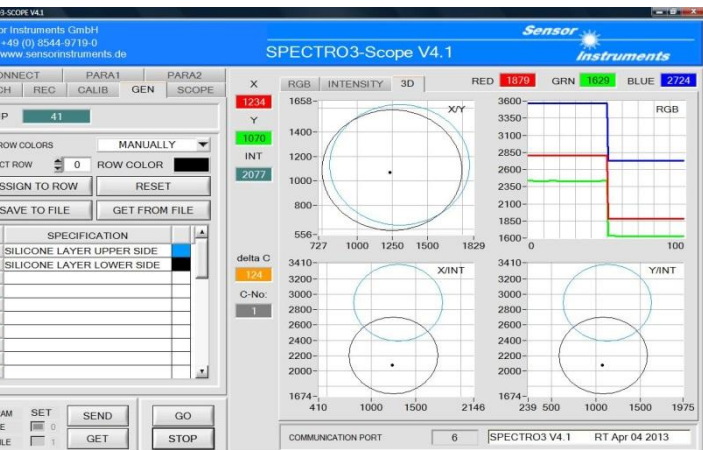 3-SCOPE V4.1
or Instruments GmbH
+49 (0) 8544-9719-0
www.sensorinstruments.de
Sensor
Instruments
SPECTRO3-Scope V4.1
ONNECT PARA1 PARA2
CH REC CALIB GEN SCOPE
P 41
ROW COLORS MANUALLY
CT ROW 0 ROW COLOR
SSIGN TO ROW RESET
SAVE TO FILE GET FROM FILE
SPECIFICATION
SILICONE LAYER UPPER SIDE
SILICONE LAYER LOWER SIDE
AM SET
E 0
ILE 1
SEND GO
GET STOP
X
1234
Y
1070
INT
2077
delta C
124
C-No:
1
RGB INTENSITY 3D
RED 1879 GRN 1629 BLUE 2724
X/Y
1658
1400
1200
1000
800
556
727 1000 1250 1500 1829
RGB
3600
3350
3100
2850
2600
2350
2100
1850
1600
0 100
X/INT
3410
3200
3000
2800
2600
2400
2200
2000
1674
410 1000 1500 2146
Y/INT
3410
3200
3000
2800
2600
2400
2200
2000
1674
239 500 1000 1500 1975
COMMUNICATION PORT 6 SPECTRO3 V4.1 RT Apr 04 2013